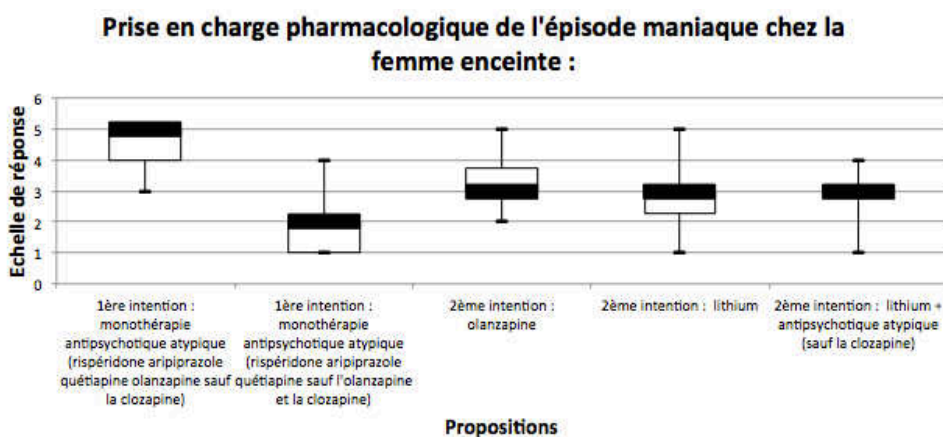 Prise en charge pharmacologique de l'épisode maniaque chez la
femme enceinte :
Echelle de réponse
6
5
4
3
2
1
0
1ère intention :
monothérapie
antipsychotique atypique
(rispéridone aripiprazole
quétiapine olanzapine sauf
la clozapine)
1ère intention :
monothérapie
antipsychotique atypique
(rispéridone aripiprazole
quétiapine sauf l'olanzapine
et la clozapine)
2ème intention :
olanzapine
2ème intention : lithium
2ème intention : lithium +
antipsychotique atypique
(sauf la clozapine)
Propositions